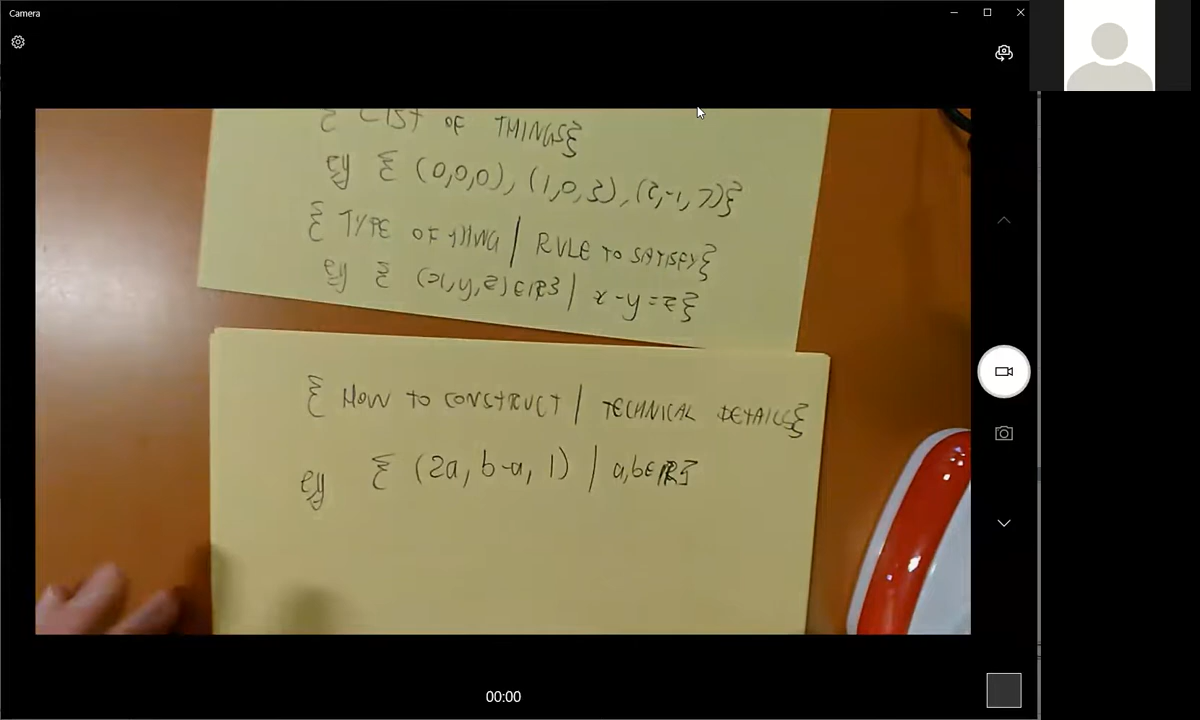 Camera
{ LIST OF THINGS}
eg { (0,0,0), (1,0,3), (2,-1,7)}
{ TYPE OF THING | RULE TO SATISFY}
eg { (x,y,z)∈ℝ3 | x-y=z}
{ HOW TO CONSTRUCT | TECHNICAL DETAILS}
eg { (2a, b-a, 1) | a,b∈ℝ}
00:00